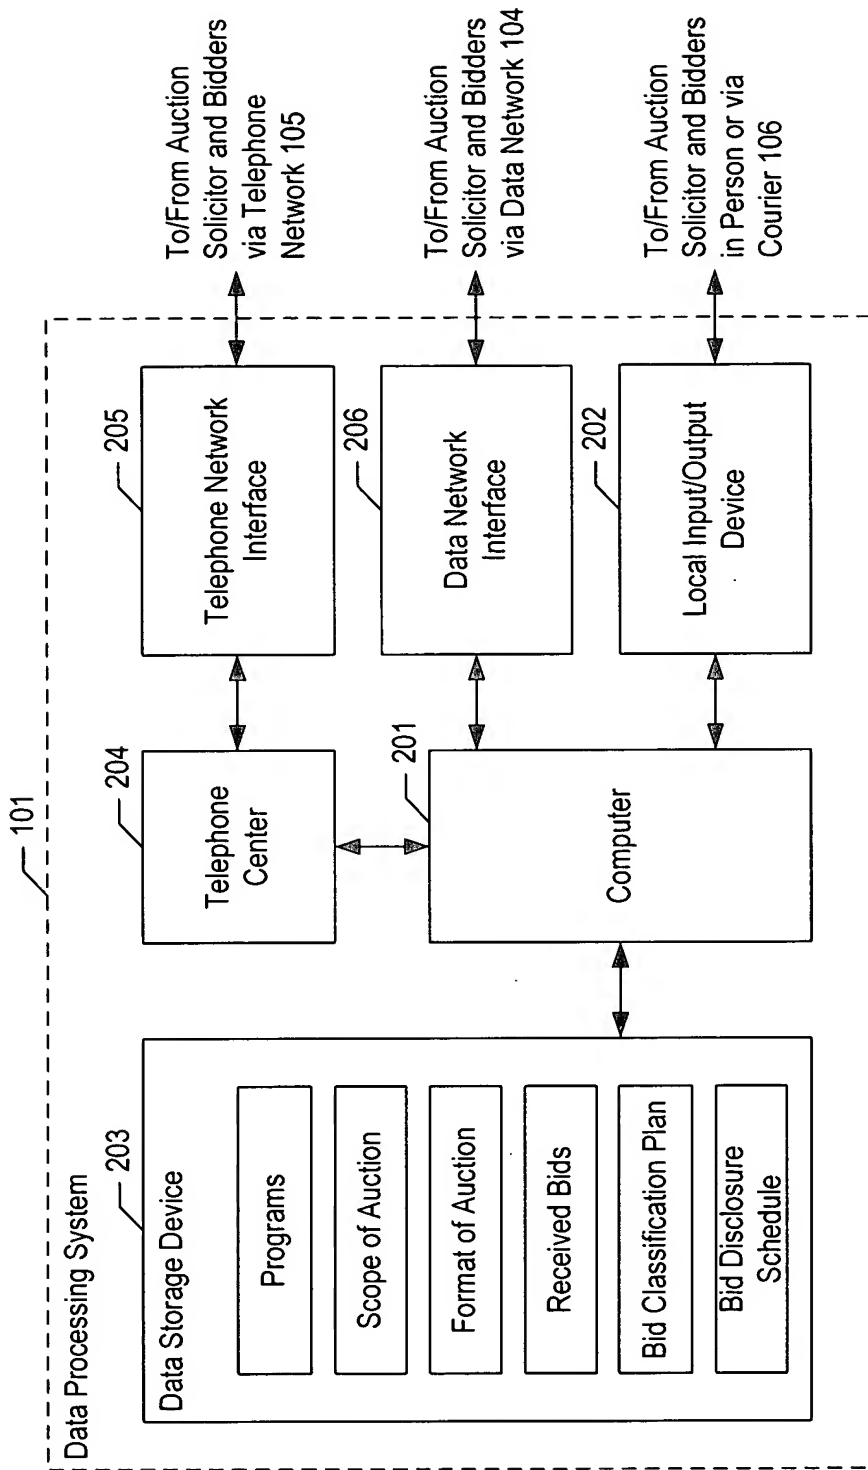 101
Data Processing System
203
Data Storage Device
Programs
Scope of Auction
Format of Auction
Received Bids
Bid Classification Plan
Bid Disclosure
Schedule
204
Telephone
Center
201
Computer
205
Telephone Network
Interface
206
Data Network
Interface
202
Local Input/Output
Device
To/From Auction
Solicitor and Bidders
via Telephone
Network 105
To/From Auction
Solicitor and Bidders
via Data Network 104
To/From Auction
Solicitor and Bidders
in Person or via
Courier 106